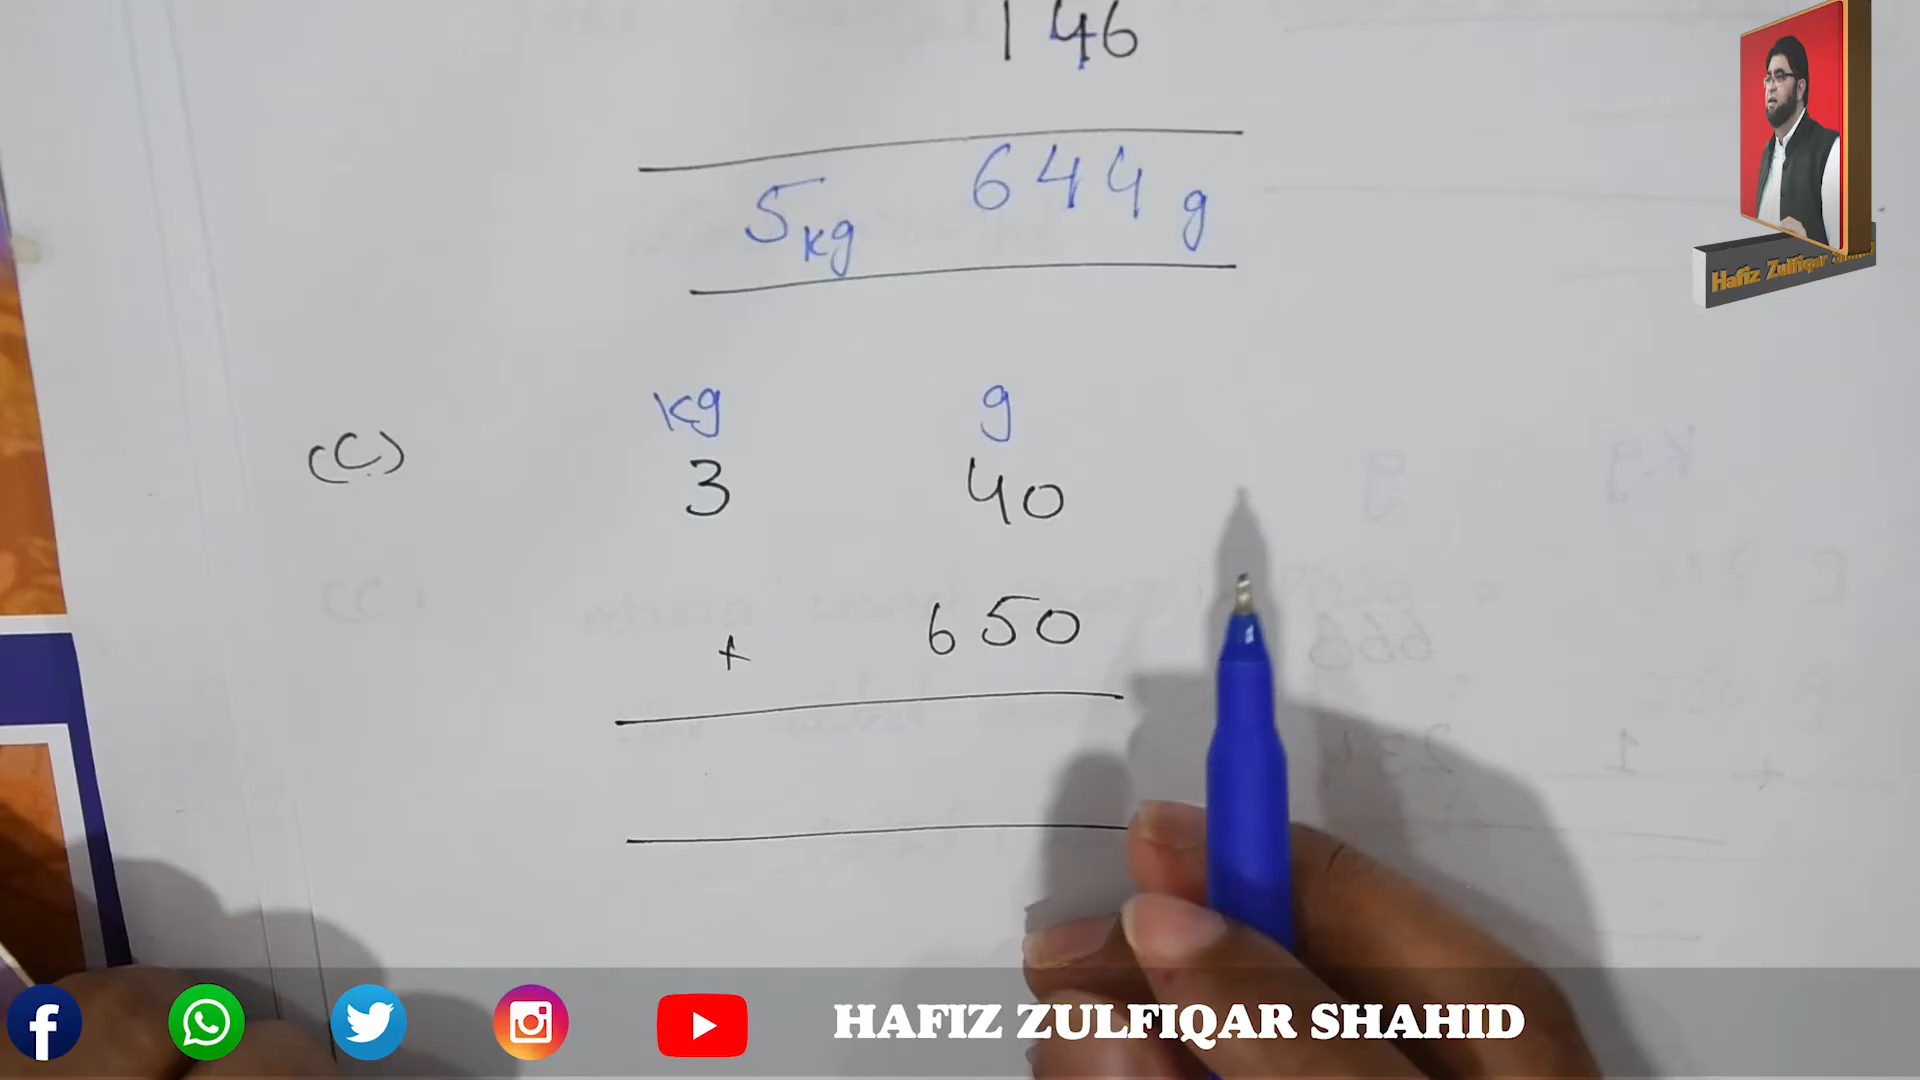 146
5kg 644 g
kg g
(C) 3 40
+ 650
Hafiz Zulfiqar
HAFIZ ZULFIQAR SHAHID